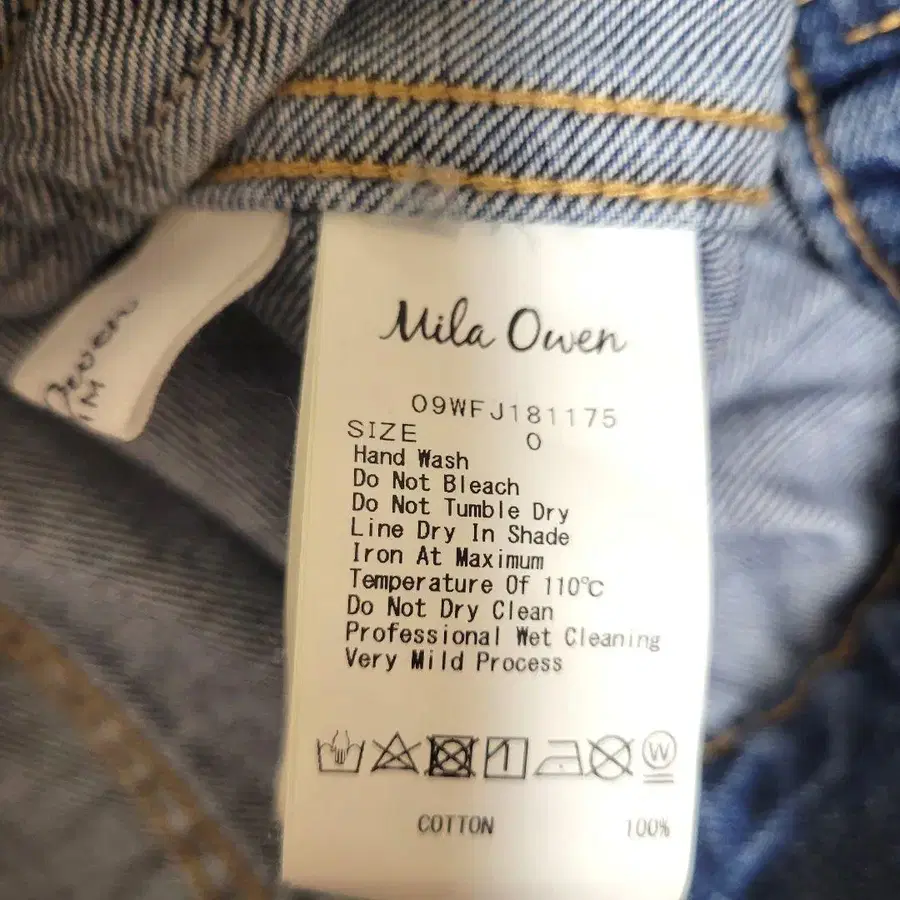 Mila Owen
09WFJ181175
SIZE 0
Hand Wash
Do Not Bleach
Do Not Tumble Dry
Line Dry In Shade
Iron At Maximum
Temperature Of 110℃
Do Not Dry Clean
Professional Wet Cleaning
Very Mild Process
W
COTTON 100%
Owen